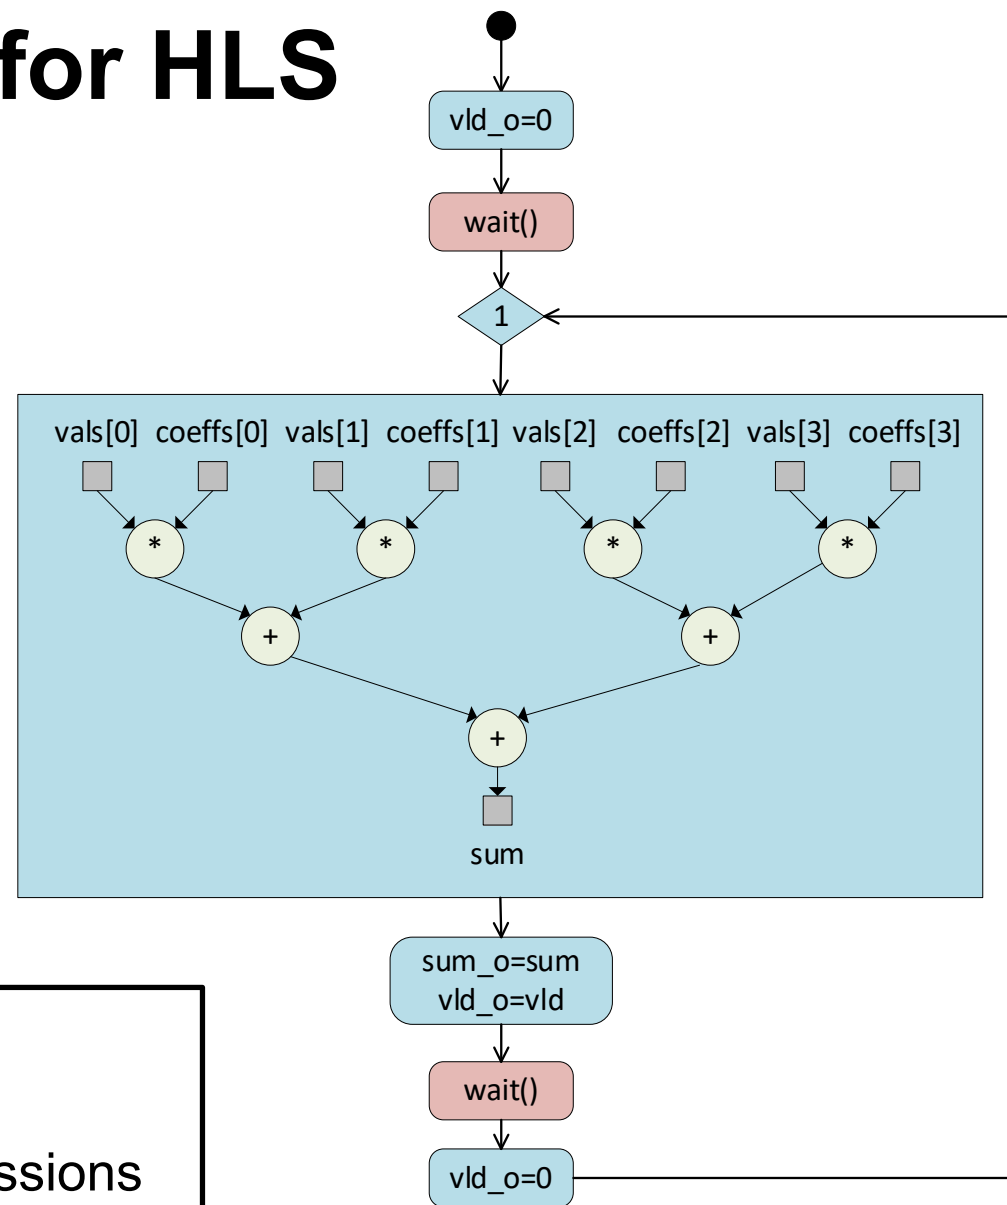 for HLS
vld_o=0
wait()
1
vals[0] coeffs[0] vals[1] coeffs[1] vals[2] coeffs[2] vals[3] coeffs[3]
* * * *
+ +
+
sum
sum_o=sum
vld_o=vld
wait()
ssions
vld_o=0